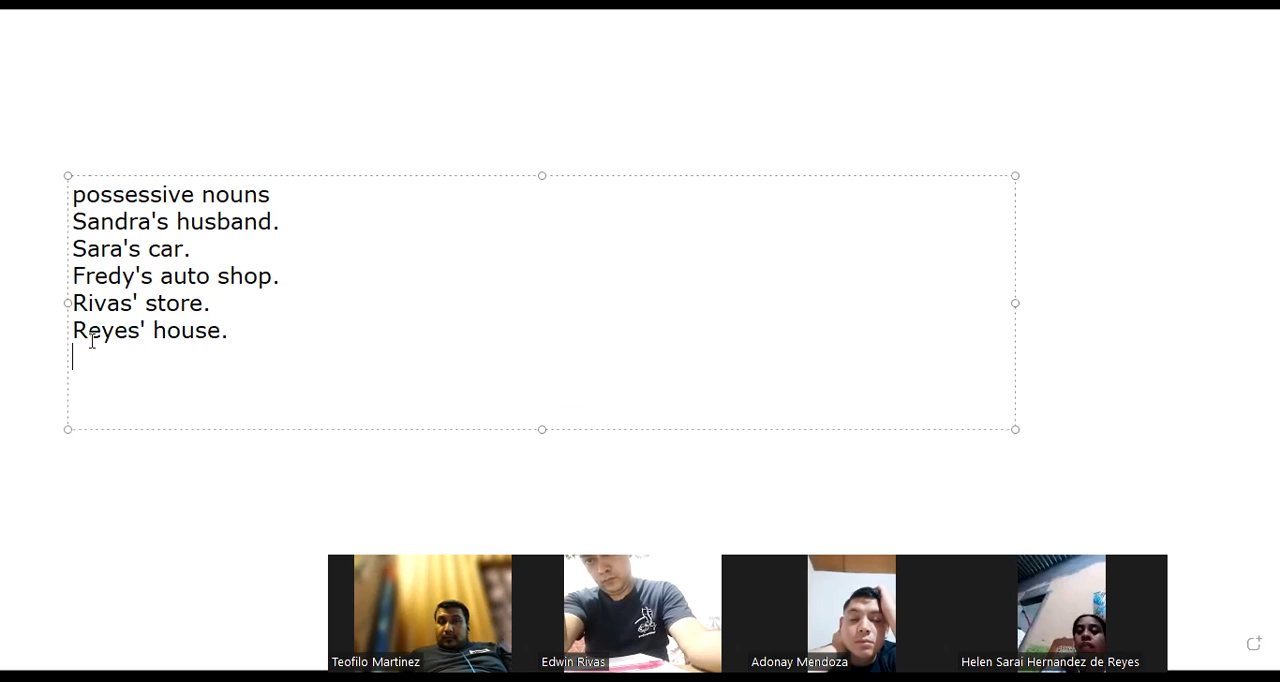 possessive nouns
Sandra's husband.
Sara's car.
Fredy's auto shop.
Rivas' store.
Reyes' house.
Teofilo Martinez
Edwin Rivas
Adonay Mendoza
Helen Sarai Hernandez de Reyes